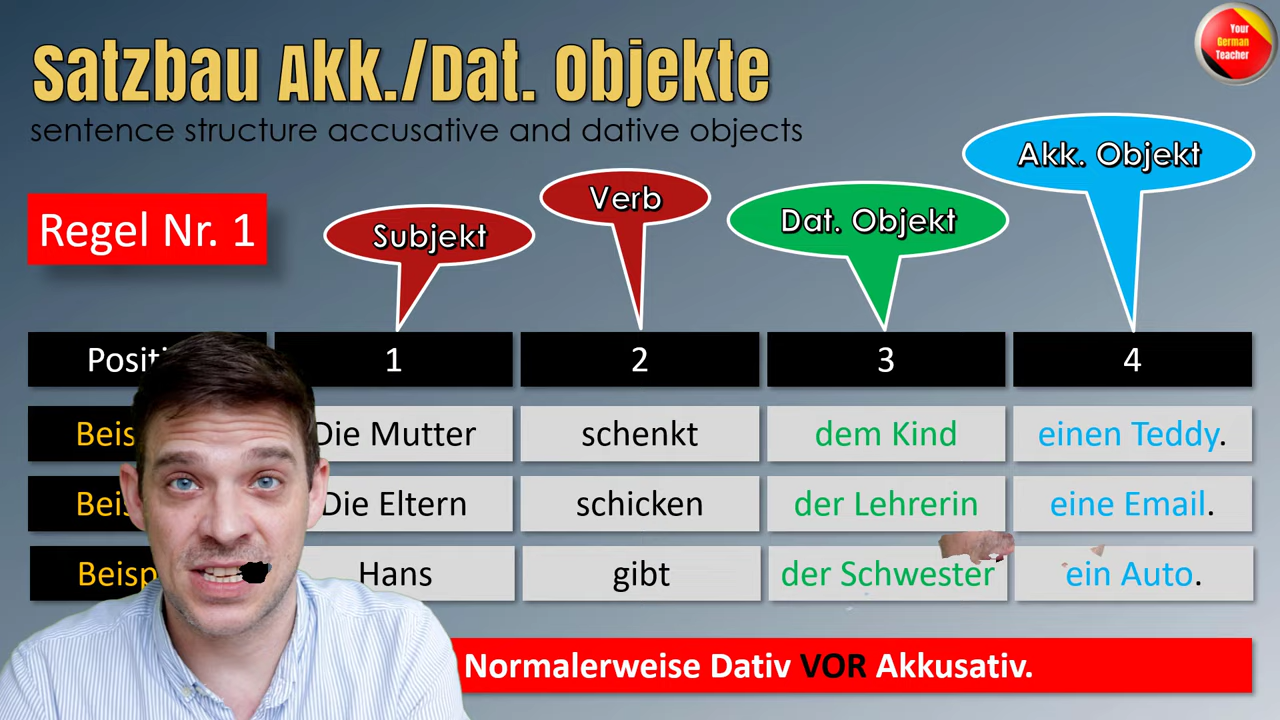 Satzbau Akk./Dat. Objekte
sentence structure accusative and dative objects
Your
German
Teacher
Regel Nr. 1
Subjekt
Verb
Dat. Objekt
Akk. Objekt
1 2 3 4
Die Mutter schenkt dem Kind einen Teddy.
Die Eltern schicken der Lehrerin eine Email.
Hans gibt der Schwester ein Auto.
Normalerweise Dativ VOR Akkusativ.